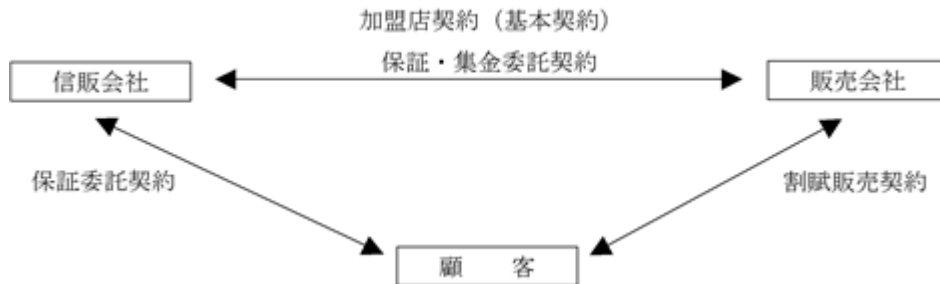 加盟店契約（基本契約）
保証・集金委託契約
信販会社
販売会社
保証委託契約
割賦販売契約
顧　　客